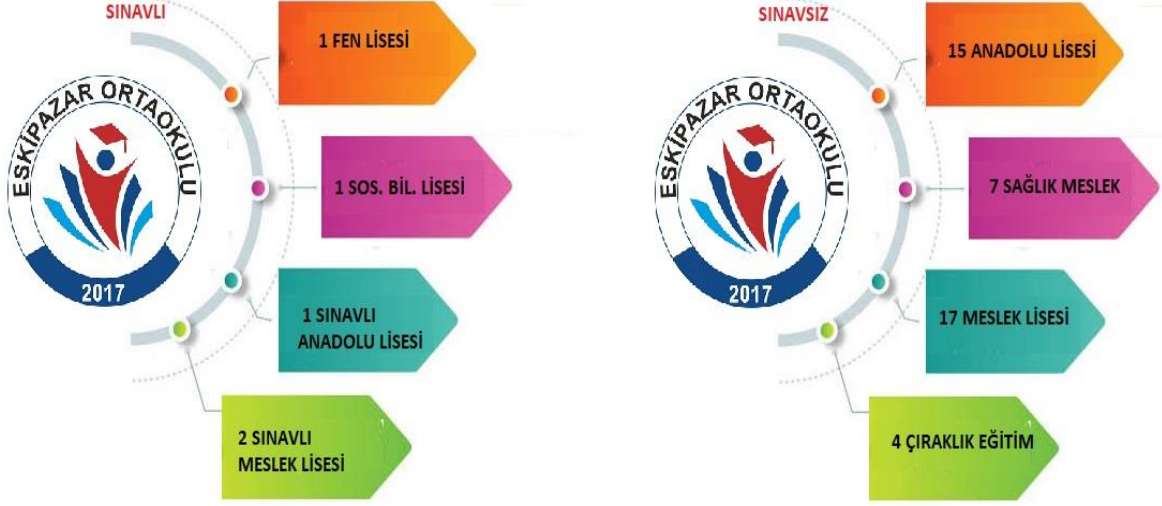 SINAVLI
1 FEN LİSESİ
ESKİPAZAR ORTAOKULU
2017
1 SOS. BİL. LİSESİ
1 SINAVLI
ANADOLU LİSESİ
2 SINAVLI
MESLEK LİSESİ
SINAVSIZ
15 ANADOLU LİSESİ
ESKİPAZAR ORTAOKULU
2017
7 SAĞLIK MESLEK
17 MESLEK LİSESİ
4 ÇIRAKLIK EĞİTİM